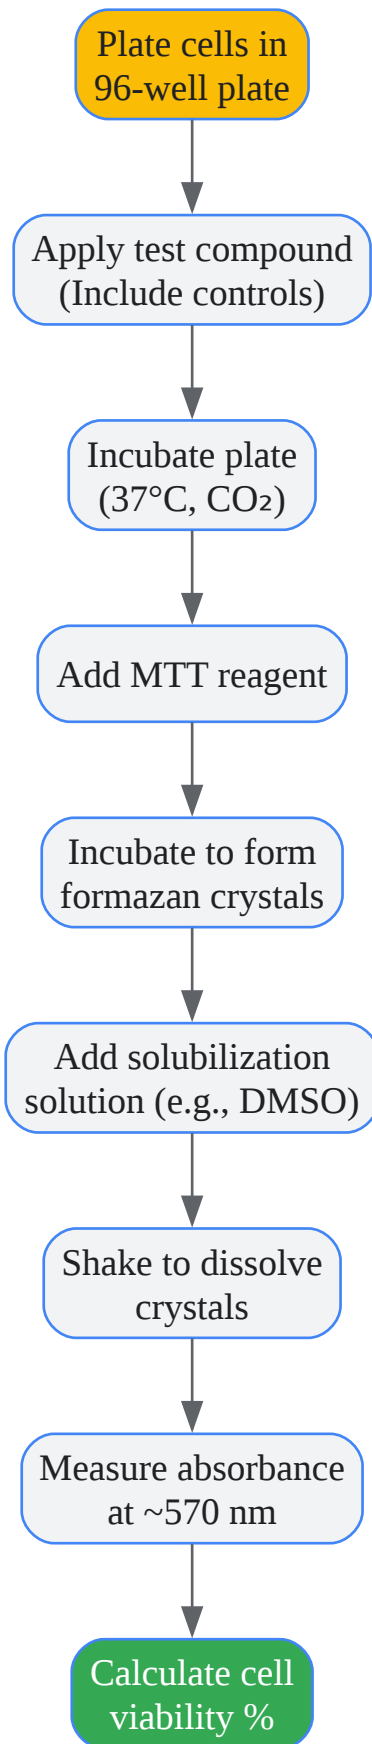 Plate cells in
96-well plate
Apply test compound
(Include controls)
Incubate plate
(37°C, CO₂)
Add MTT reagent
Incubate to form
formazan crystals
Add solubilization
solution (e.g., DMSO)
Shake to dissolve
crystals
Measure absorbance
at ~570 nm
Calculate cell
viability %